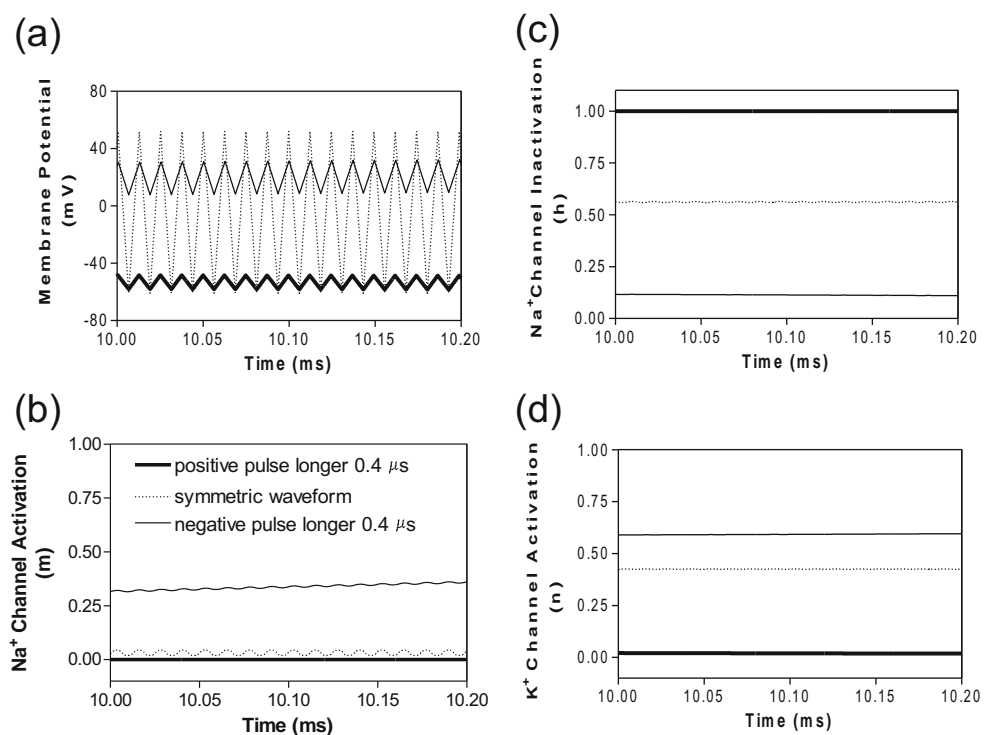 (a)
Membrane Potential
(mV)
80
40
0
-40
-80
10.00 10.05 10.10 10.15 10.20
Time (ms)
(c)
Na+Channel Inactivation
(h)
1.00
0.75
0.50
0.25
0.00
10.00 10.05 10.10 10.15 10.20
Time (ms)
(b)
Na+ Channel Activation
(m)
1.00
0.75
0.50
0.25
0.00
positive pulse longer 0.4 μs
symmetric waveform
negative pulse longer 0.4 μs
10.00 10.05 10.10 10.15 10.20
Time (ms)
(d)
K+Channel Activation
(n)
1.00
0.75
0.50
0.25
0.00
10.00 10.05 10.10 10.15 10.20
Time (ms)